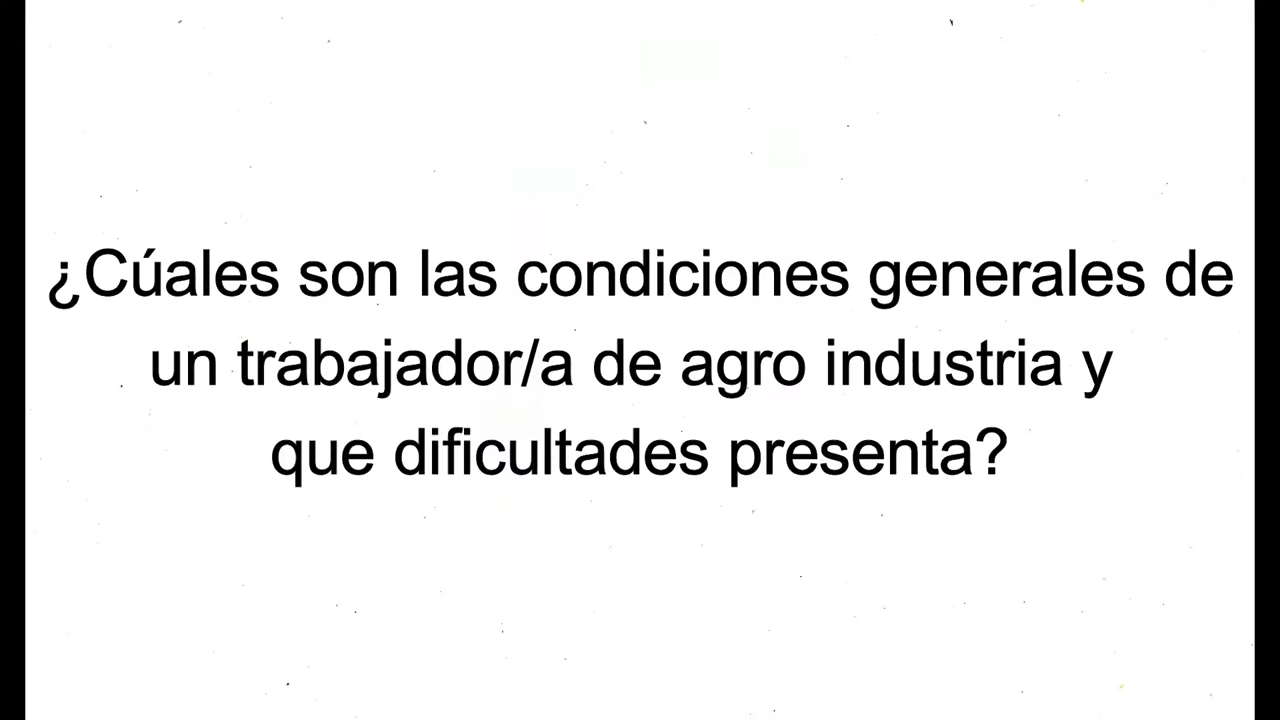 ¿Cúales son las condiciones generales de
un trabajador/a de agro industria y
que dificultades presenta?